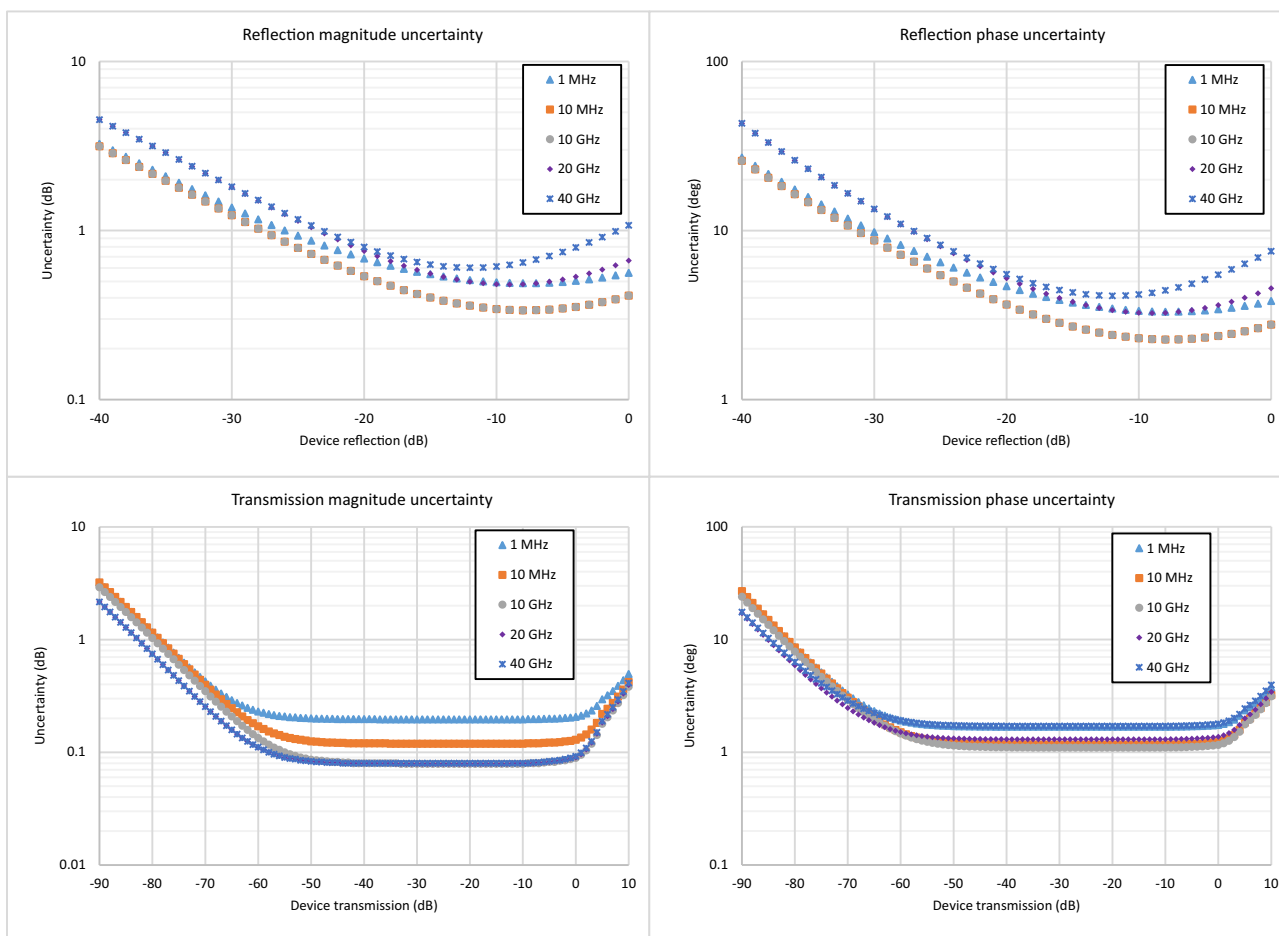 Reflection magnitude uncertainty
10
1
0.1
Uncertainty (dB)
1 MHz
10 MHz
10 GHz
20 GHz
40 GHz
-40
-30
-20
-10
0
Device reflection (dB)
Reflection phase uncertainty
100
10
1
Uncertainty (deg)
1 MHz
10 MHz
10 GHz
20 GHz
40 GHz
-40
-30
-20
-10
0
Device reflection (dB)
Transmission magnitude uncertainty
10
1
0.1
0.01
Uncertainty (dB)
1 MHz
10 MHz
10 GHz
20 GHz
40 GHz
-90
-80
-70
-60
-50
-40
-30
-20
-10
0
10
Device transmission (dB)
Transmission phase uncertainty
100
10
1
0.1
Uncertainty (deg)
1 MHz
10 MHz
10 GHz
20 GHz
40 GHz
-90
-80
-70
-60
-50
-40
-30
-20
-10
0
10
Device transmission (dB)